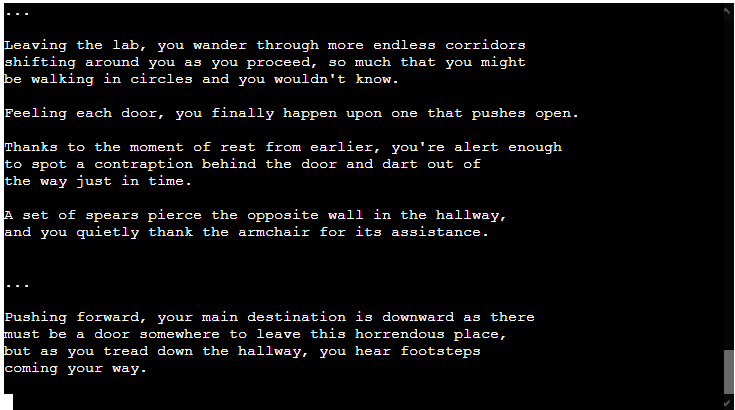 ...
Leaving the lab, you wander through more endless corridors
shifting around you as you proceed, so much that you might
be walking in circles and you wouldn't know.
Feeling each door, you finally happen upon one that pushes open.
Thanks to the moment of rest from earlier, you're alert enough
to spot a contraption behind the door and dart out of
the way just in time.
A set of spears pierce the opposite wall in the hallway,
and you quietly thank the armchair for its assistance.
...
Pushing forward, your main destination is downward as there
must be a door somewhere to leave this horrendous place,
but as you tread down the hallway, you hear footsteps
coming your way.